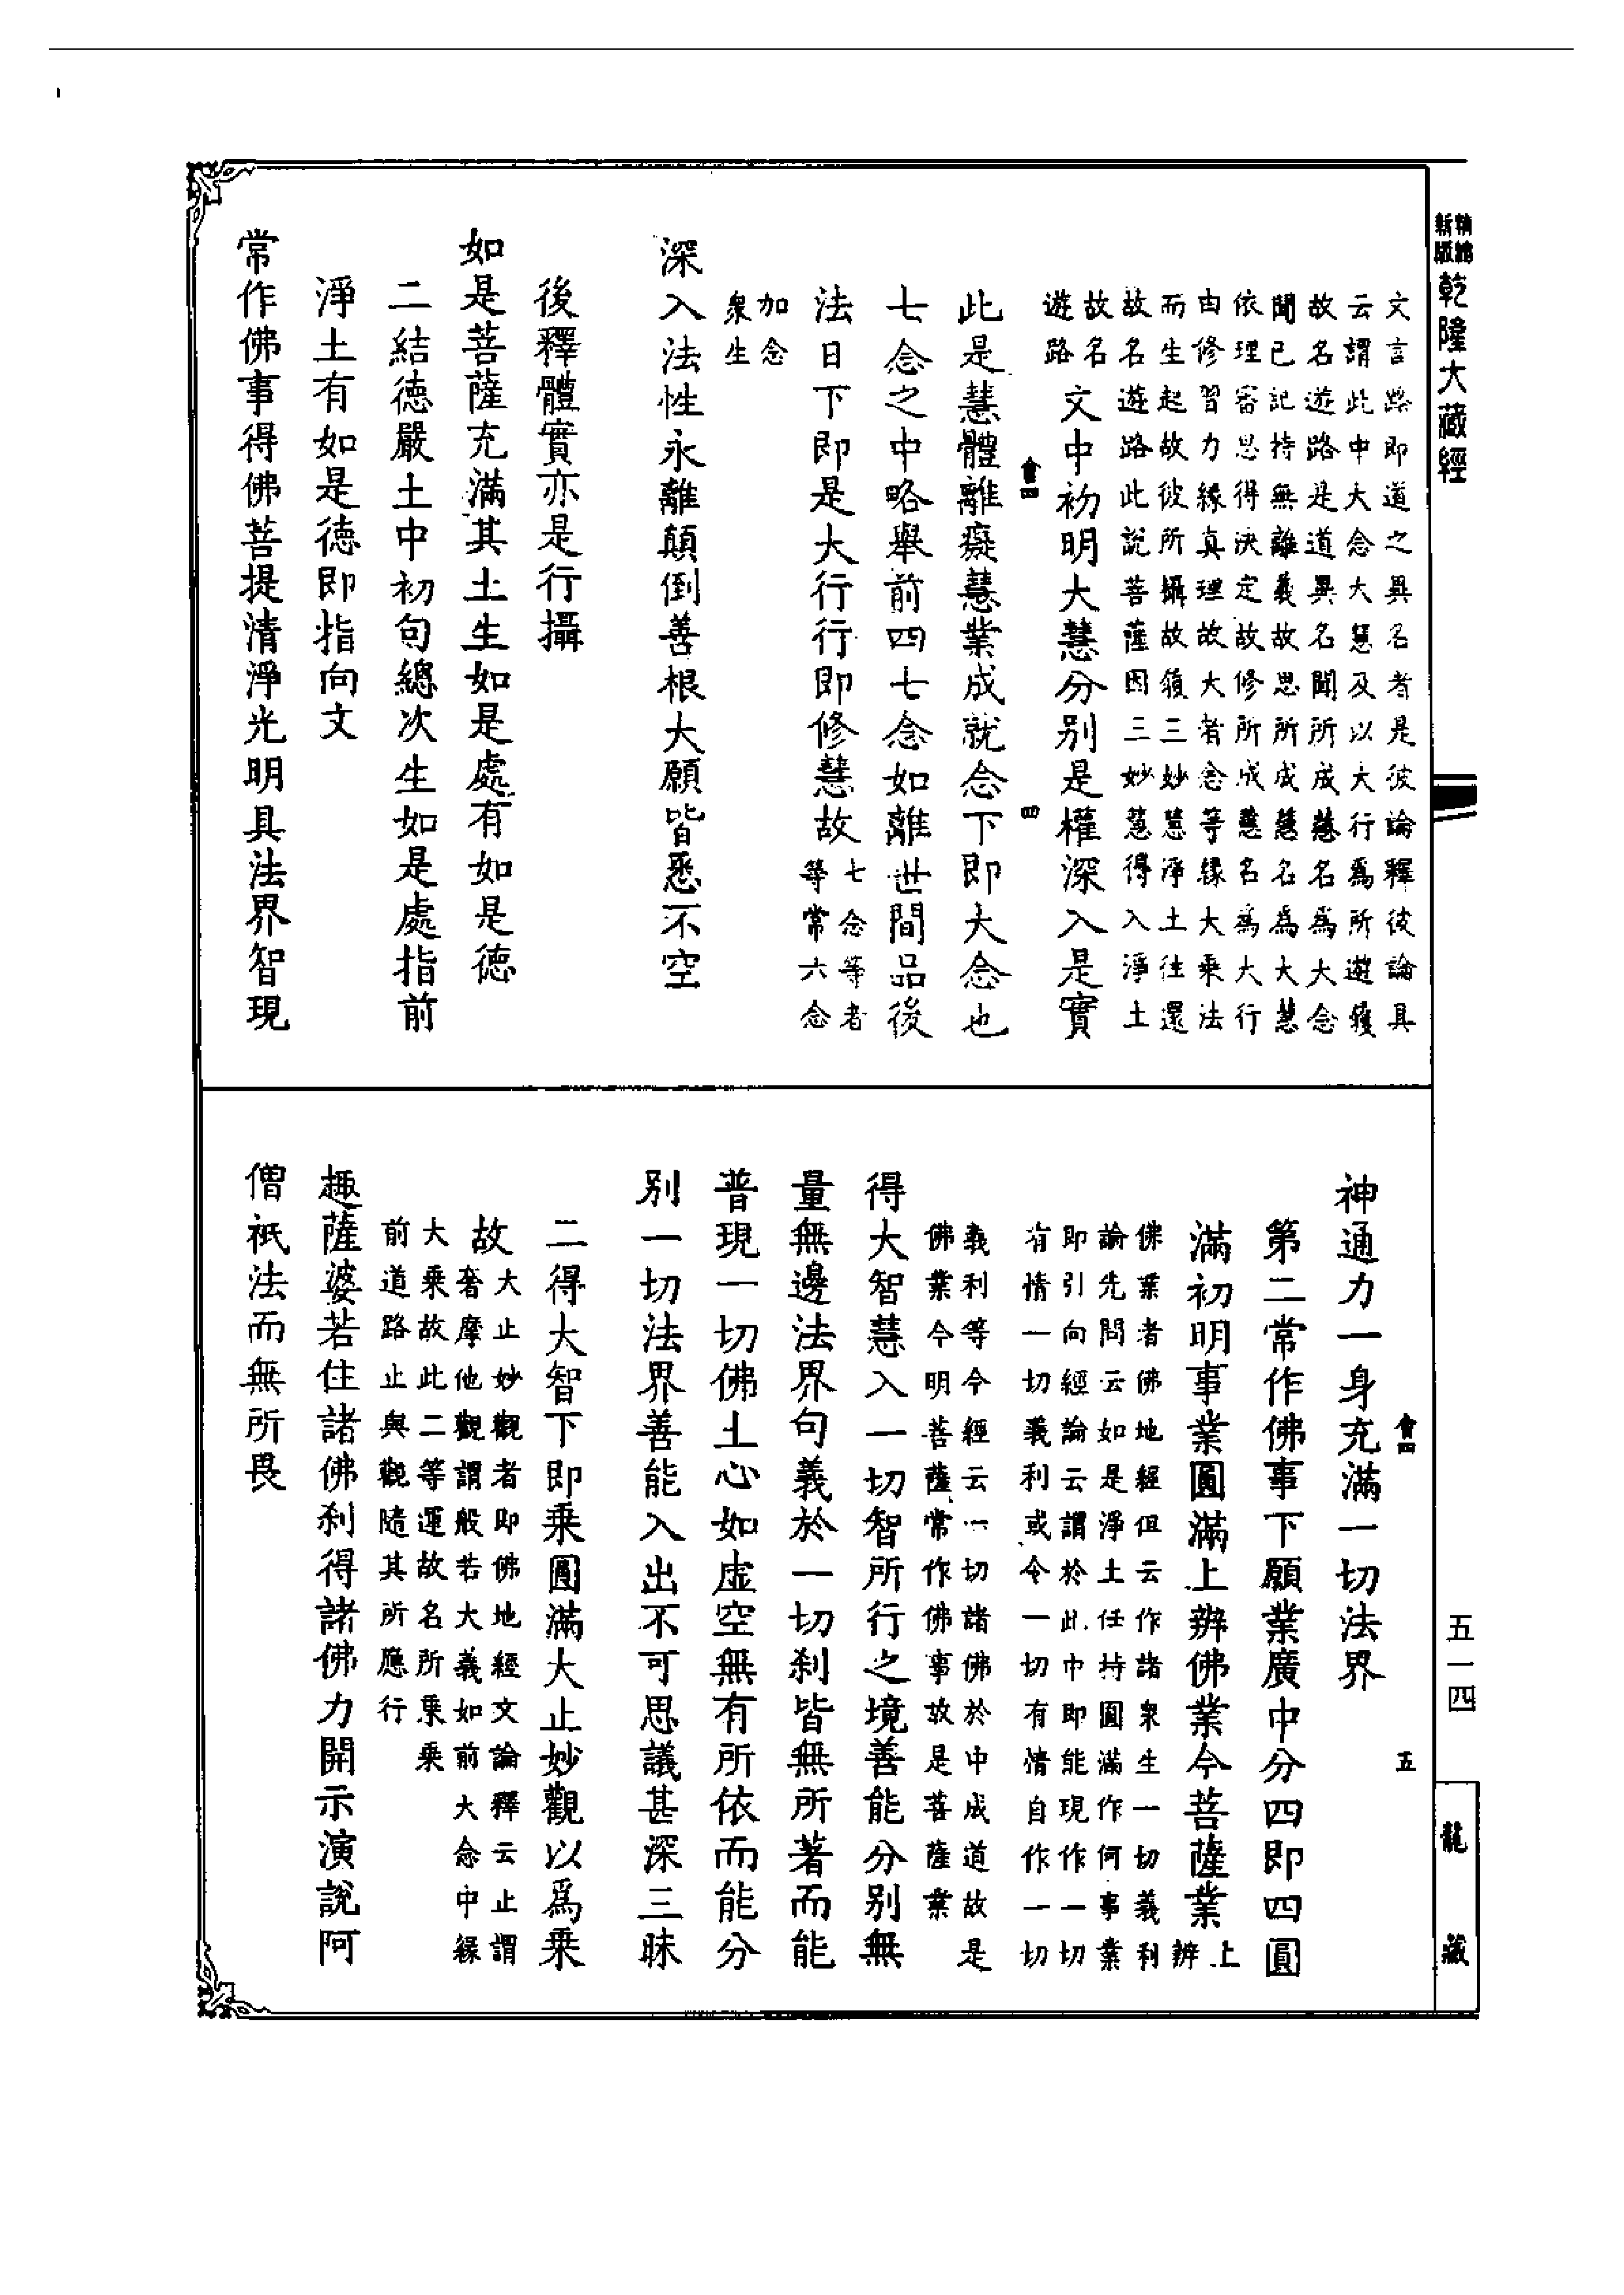 新版精縮乾隆大藏經
文言路即道之異名者是彼論釋彼論具
云謂此中大念大慧及以大行爲所遊履
故名遊路是道異名聞所成慧名爲大念
聞已記持無離義故思所成慧名爲大慧
依理審思得決定故修所成慧名爲大行
由修習力緣真理故大者念等緣大乗法
而生起故彼所攝故復三妙慧淨土往還
故名遊路此說菩薩因三妙慧得入淨土
故名遊路文中初明大慧分别是權深入是實
會四 四
此是慧體離癡慧業成就念下即大念也
七念之中略舉前四七念如離世間品後
法日下即是大行行即修慧故七念等者等常六念
加念衆生
深入法性永離顛倒善根大願皆悉不空
後釋體實亦是行攝
如是菩薩充滿其土生如是處有如是德
二結德嚴土中初句總次生如是處指前
淨土有如是德即指向文
常作佛事得佛菩提清淨光明具法界智現
五一四
龍藏
會四 五
神通力一身充滿一切法界
第二常作佛事下願業廣中分四即四圓
滿初明事業圓滿上辨佛業今菩薩業上辨
佛業者佛地經但云作諸衆生一切義利
論先問云如是淨土任持圓滿作何事業
即引向經論云謂於此中即能現作一切
有情一切義利或令一切有情自作一切
義利等今經云一切諸佛於中成道故是
佛業今明菩薩常作佛事故是菩薩業
得大智慧入一切智所行之境善能分别無
量無邊法界句義於一切刹皆無所著而能
普現一切佛土心如虛空無有所依而能分
别一切法界善能入出不可思議甚深三昧
二得大智下即乗圓滿大止妙觀以爲乗
故大止妙觀者即佛地經文論釋云止謂
奢摩他觀謂般若大義如前大念中緣
大乗故此二等運故名所乗乗
前道路止與觀隨其所應行
趣薩婆若住諸佛刹得諸佛力開示演說阿
僧祇法而無所畏